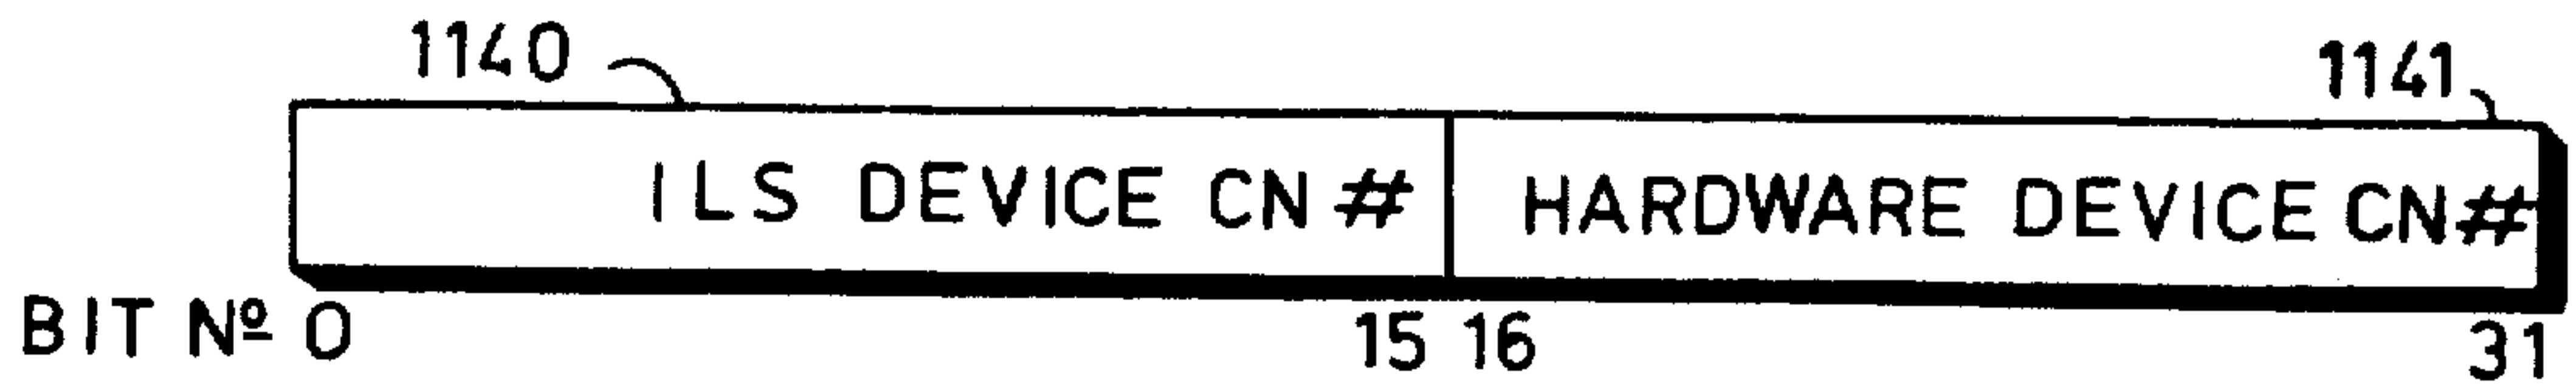 1140 1141
ILS DEVICE CN# HARDWARE DEVICE CN#
BIT Nº 0 15 16 31